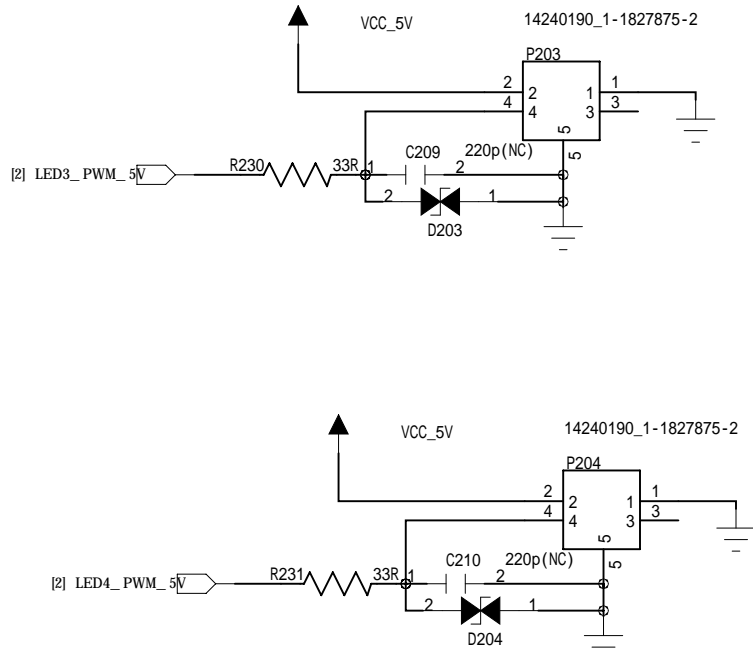 VCC_5V 14240190_1-1827875-2
P203
2 2 1 1
4 4 3 3
5
5
C209 220p(NC)
[2] LED3_PWM_5V R230 33R 1 2
2 1
D203
VCC_5V 14240190_1-1827875-2
P204
2 2 1 1
4 4 3 3
5
5
C210 220p(NC)
[2] LED4_PWM_5V R231 33R 1 2
2 1
D204